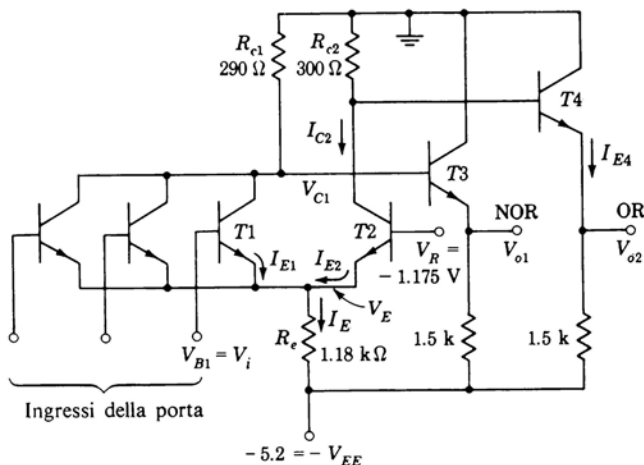 R_c1
290 Ω
R_c2
300 Ω
T4
I_C2
T3
I_E4
V_C1
NOR
OR
T1
T2
V_R =
- 1.175 V
V_o1
V_o2
I_E1
I_E2
V_E
I_E
R_e
1.18 k Ω
1.5 k
1.5 k
V_B1 = V_i
Ingressi della porta
- 5.2 = - V_EE